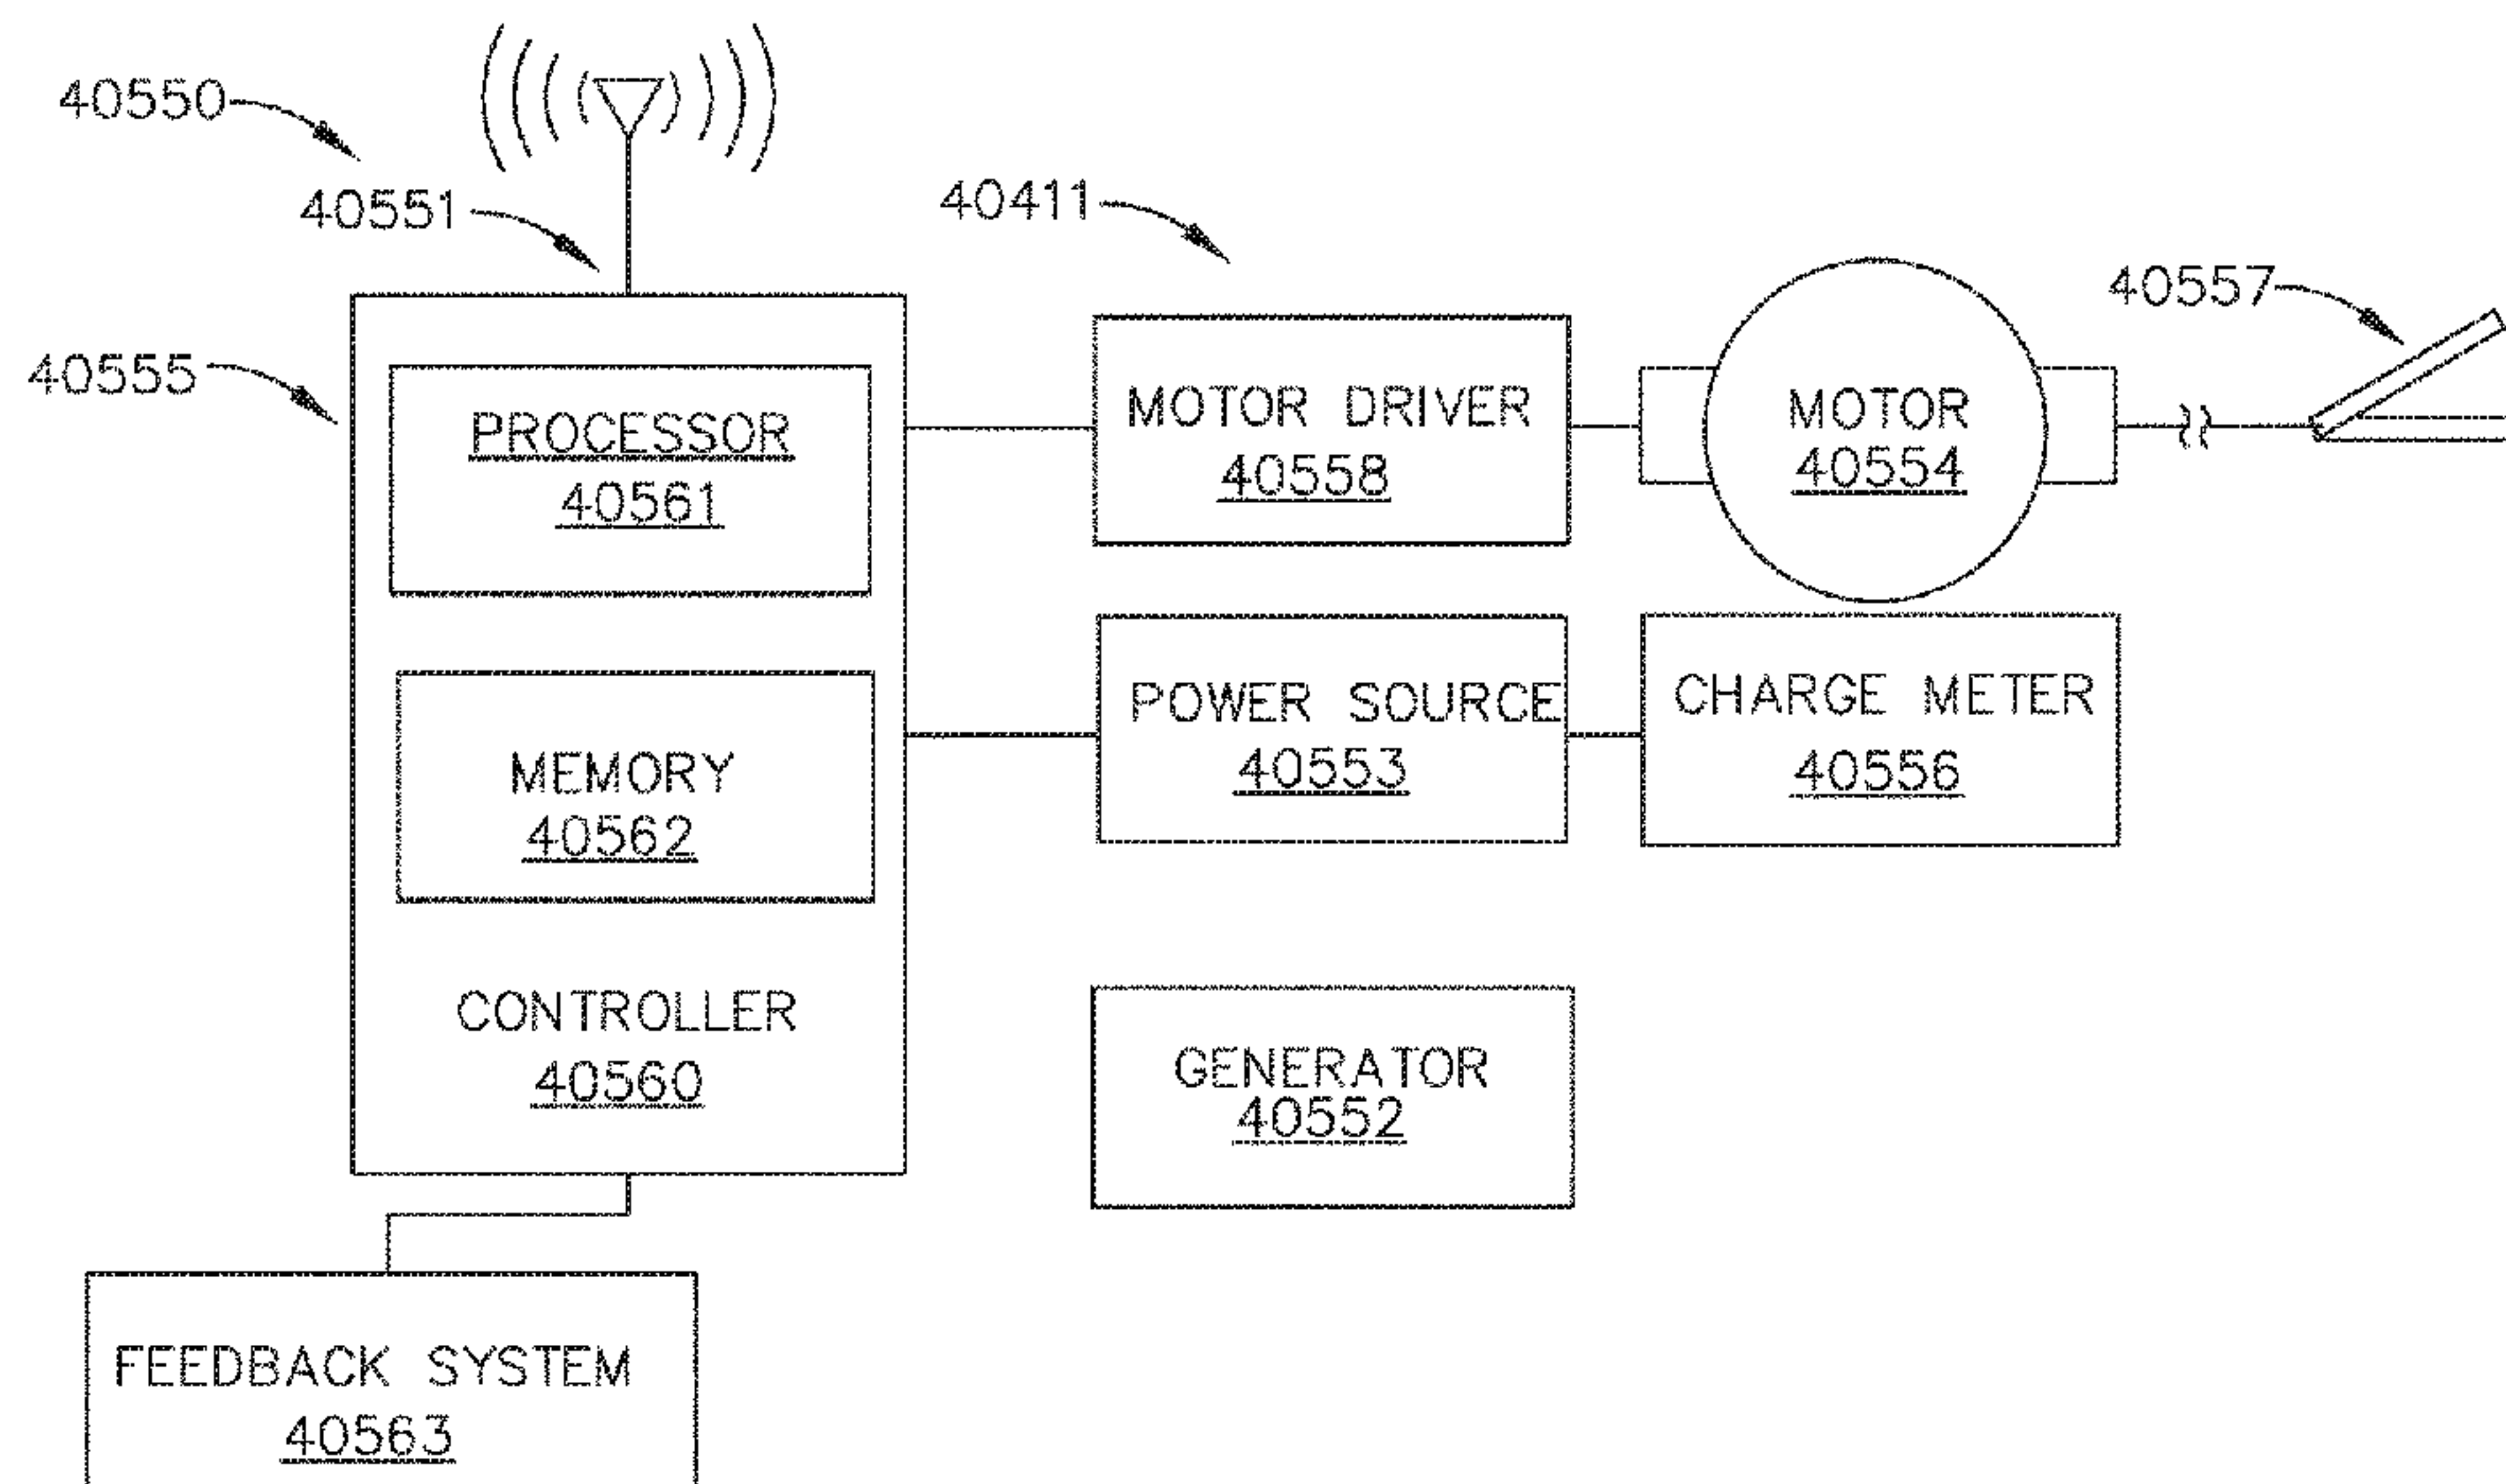 40550
40551
40411
40557
40555
PROCESSOR
40561
MOTOR DRIVER
40558
MOTOR
40554
MEMORY
40562
POWER SOURCE
40553
CHARGE METER
40556
CONTROLLER
40560
GENERATOR
40552
FEEDBACK SYSTEM
40563